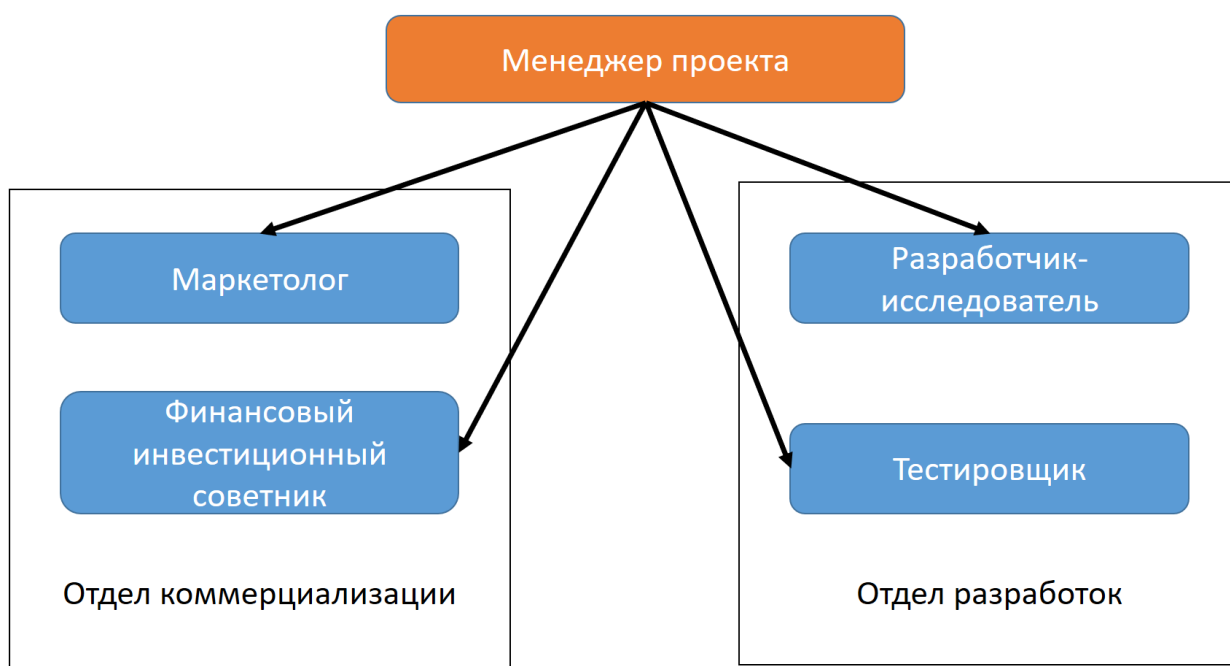 Менеджер проекта
Маркетолог
Финансовый
инвестиционный
советник
Отдел коммерциализации
Разработчик-
исследователь
Тестировщик
Отдел разработок